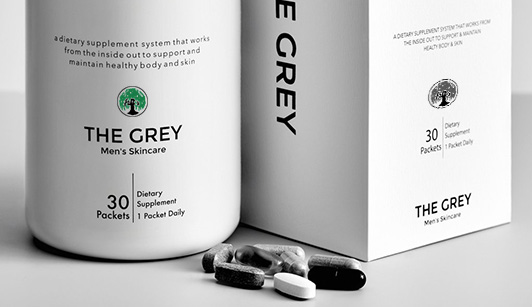 a dietary supplement system that works
from the inside out to support and
maintain healthy body and skin
THE GREY
Men's Skincare
30
Packets
Dietary
Supplement
1 Packet Daily
THE GREY
A DIETARY SUPPLEMENT SYSTEM THAT WORKS FROM
THE INSIDE OUT TO SUPPORT & MAINTAIN
HEALTY BODY & SKIN
30
Packets
Dietary
Supplement
1 Packet Daily
THE GREY
Men's Skincare